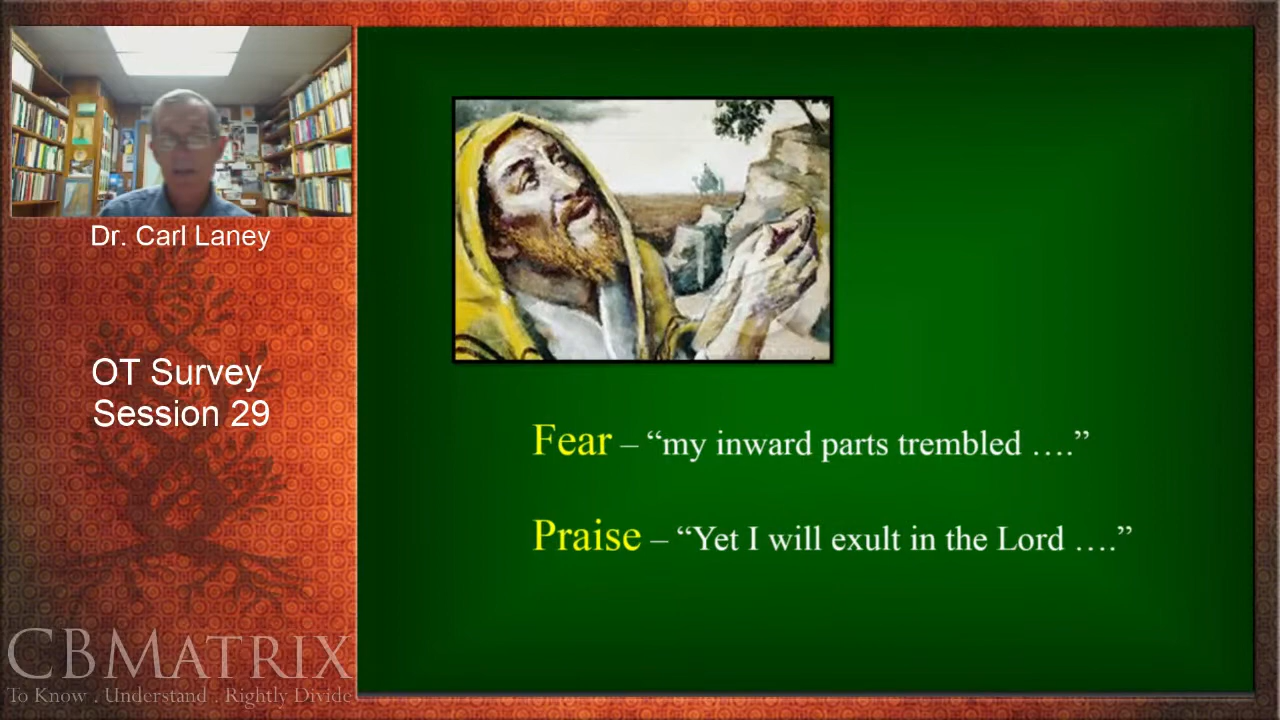 Dr. Carl Laney
OT Survey
Session 29
CBMATRIX
To Know . Understand . Rightly Divide
Fear – “my inward parts trembled ….”
Praise – “Yet I will exult in the Lord ….”